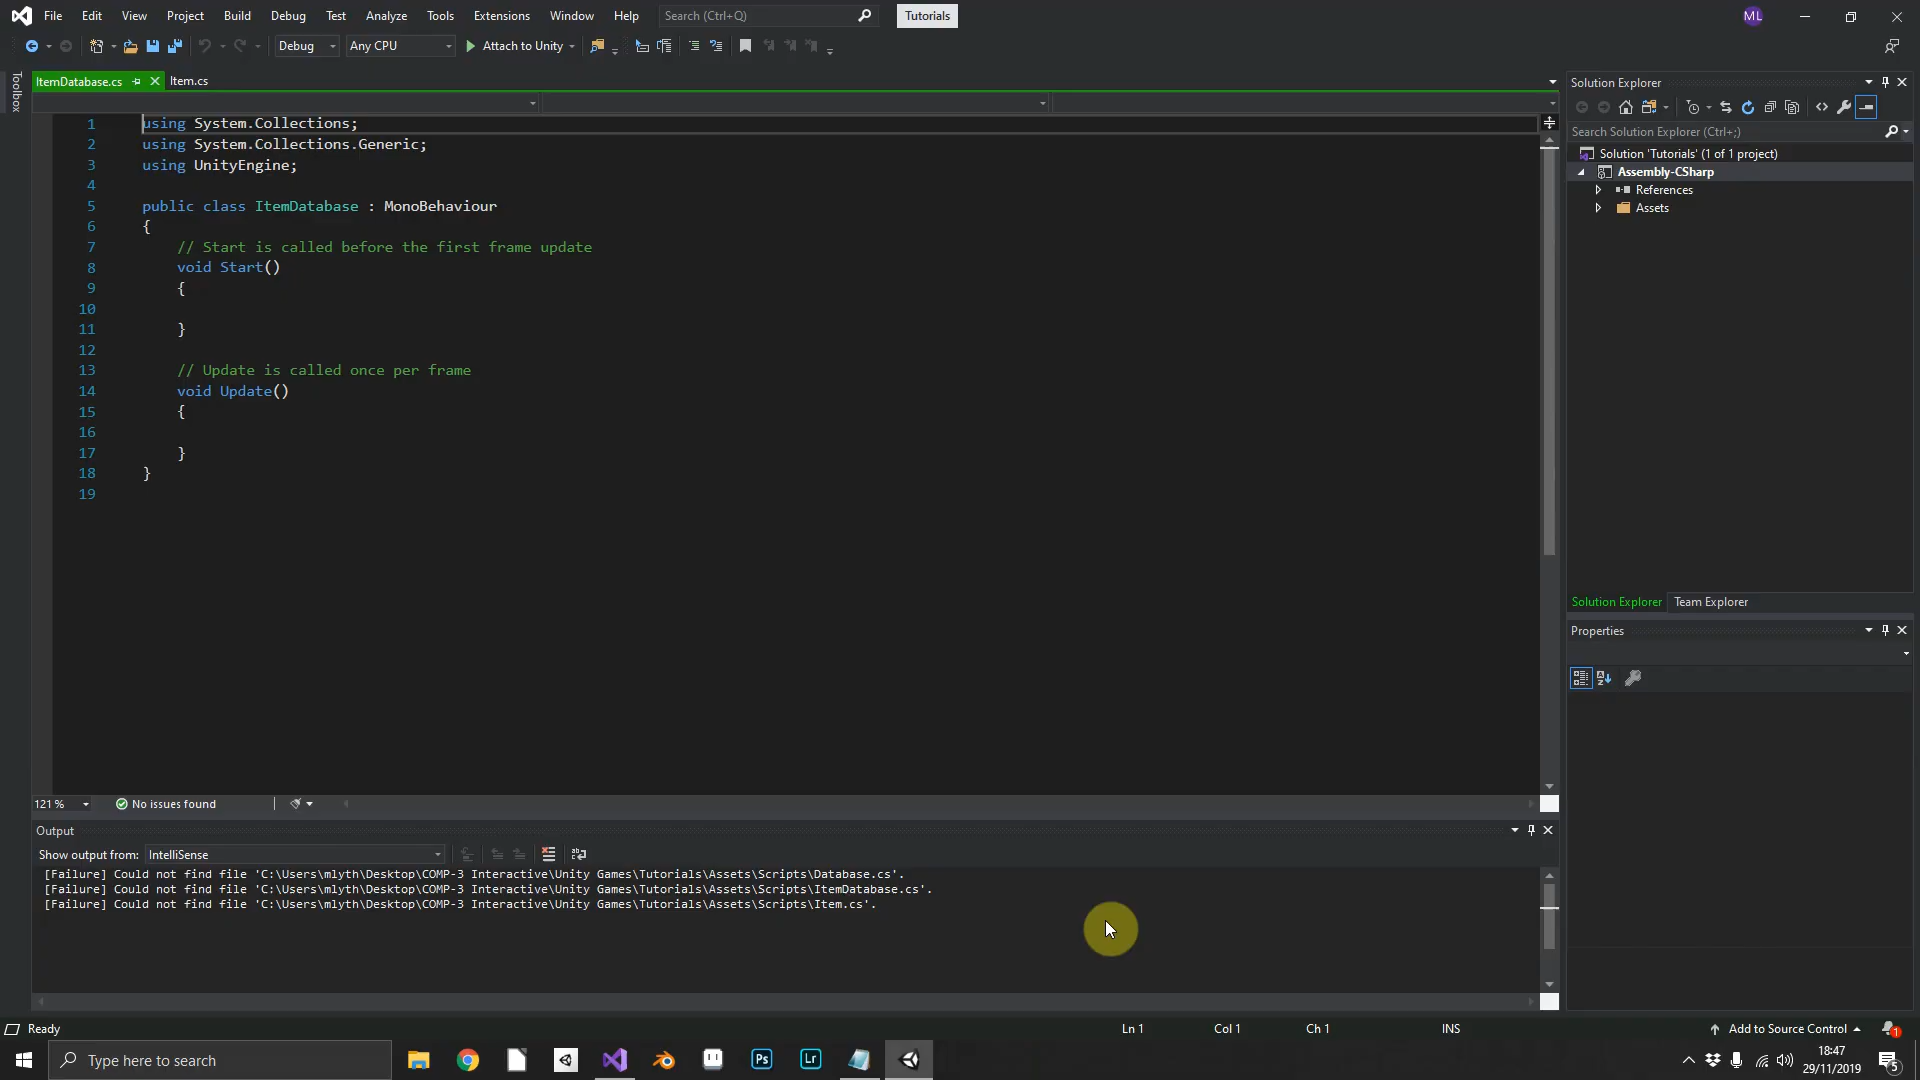 File Edit View Project Build Debug Test Analyze Tools Extensions Window Help Search (Ctrl+Q) Tutorials ML
Debug Any CPU Attach to Unity
Toolbox
ItemDatabase.cs Item.cs
1 using System.Collections;
2 using System.Collections.Generic;
3 using UnityEngine;
4
5 public class ItemDatabase : MonoBehaviour
6 {
7 // Start is called before the first frame update
8 void Start()
9 {
10
11 }
12
13 // Update is called once per frame
14 void Update()
15 {
16
17 }
18 }
19
121 % No issues found
Output
Show output from: IntelliSense
[Failure] Could not find file 'C:\Users\mlyth\Desktop\COMP-3 Interactive\Unity Games\Tutorials\Assets\Scripts\Database.cs'.
[Failure] Could not find file 'C:\Users\mlyth\Desktop\COMP-3 Interactive\Unity Games\Tutorials\Assets\Scripts\ItemDatabase.cs'.
[Failure] Could not find file 'C:\Users\mlyth\Desktop\COMP-3 Interactive\Unity Games\Tutorials\Assets\Scripts\Item.cs'.
Solution Explorer
Search Solution Explorer (Ctrl+;)
Solution 'Tutorials' (1 of 1 project)
Assembly-CSharp
References
Assets
Solution Explorer Team Explorer
Properties
Ready Ln 1 Col 1 Ch 1 INS Add to Source Control 1
Type here to search Ps Lr
18:47
29/11/2019
5